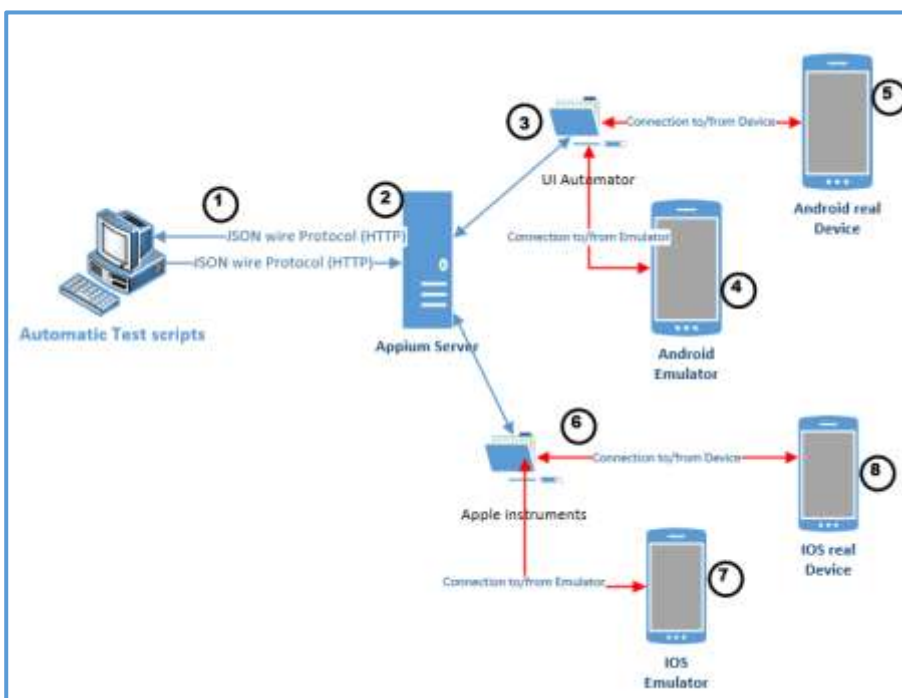 5
3
Connection to/from Device
UI Automator
1
2
Android real
Device
JSON wire Protocol (HTTP)
Connection to/from Emulator
JSON wire Protocol (HTTP)
4
Automatic Test scripts
Appium Server
Android
Emulator
6
Connection to/from Device
8
Apple instruments
IOS real
Device
7
Connection to/from Emulator
IOS
Emulator